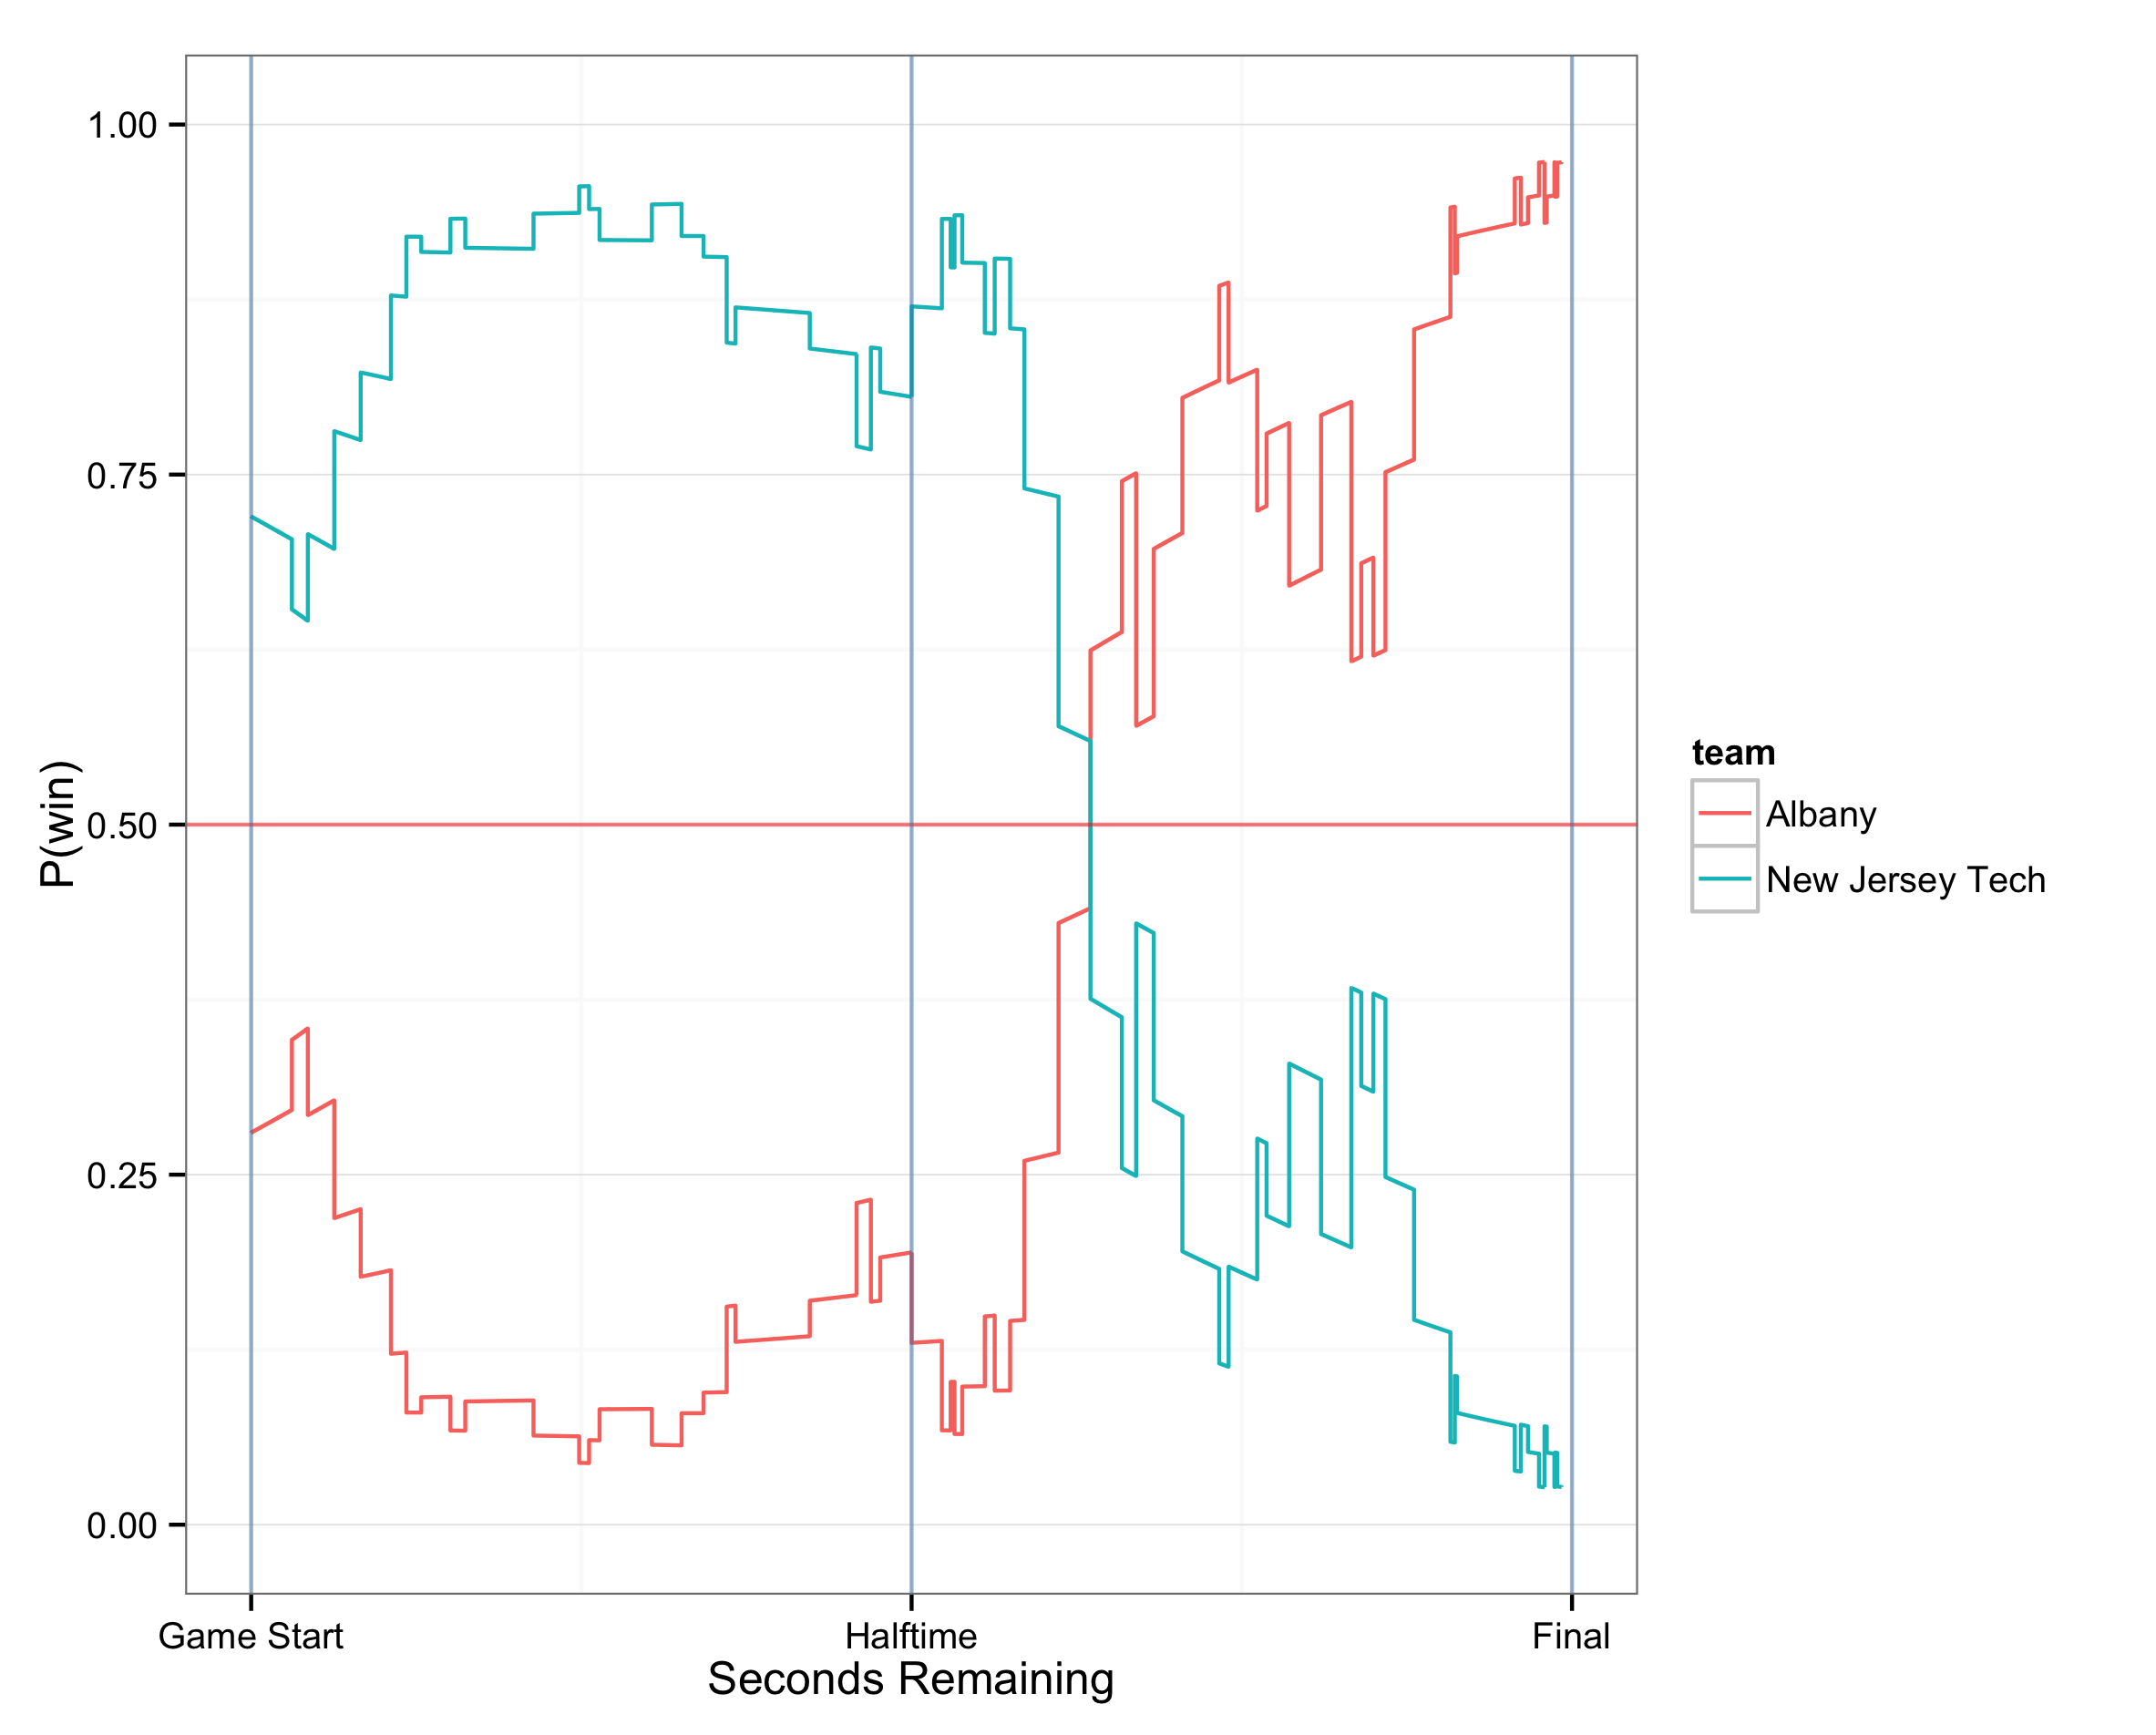 1.00
0.75
0.50
0.25
0.00
P(win)
Game Start
Halftime
Final
Seconds Remaining
team
Albany
New Jersey Tech